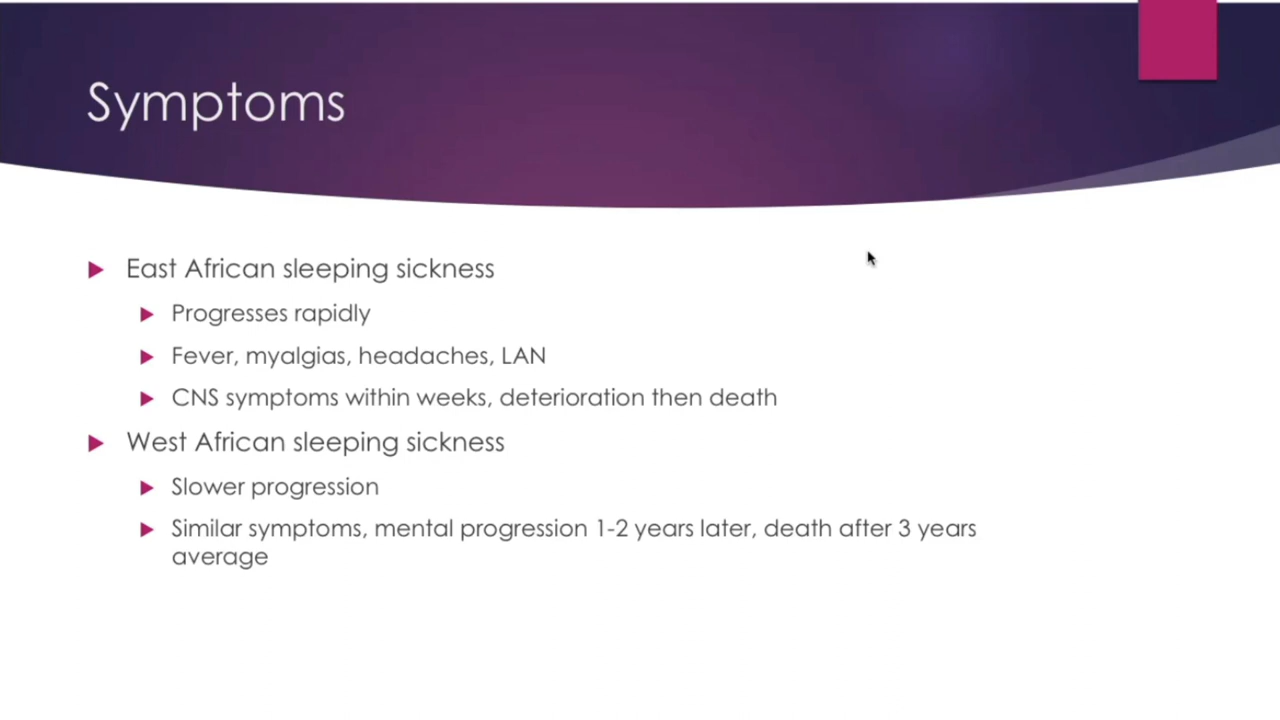 Symptoms
East African sleeping sickness
Progresses rapidly
Fever, myalgias, headaches, LAN
CNS symptoms within weeks, deterioration then death
West African sleeping sickness
Slower progression
Similar symptoms, mental progression 1-2 years later, death after 3 years
average